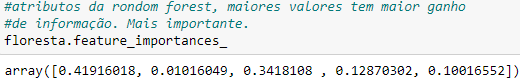 #atributos da rondom forest, maiores valores tem maior ganho
#de informação. Mais importante.
floresta.feature_importances_
array([0.41916018, 0.01016049, 0.3418108 , 0.12870302, 0.10016552])